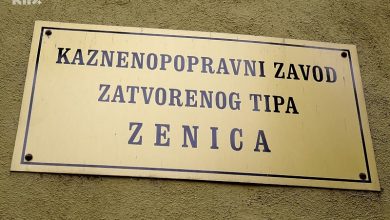 KAZNENOPOPRAVNI ZAVOD
ZATVORENOG TIPA
ZENICA